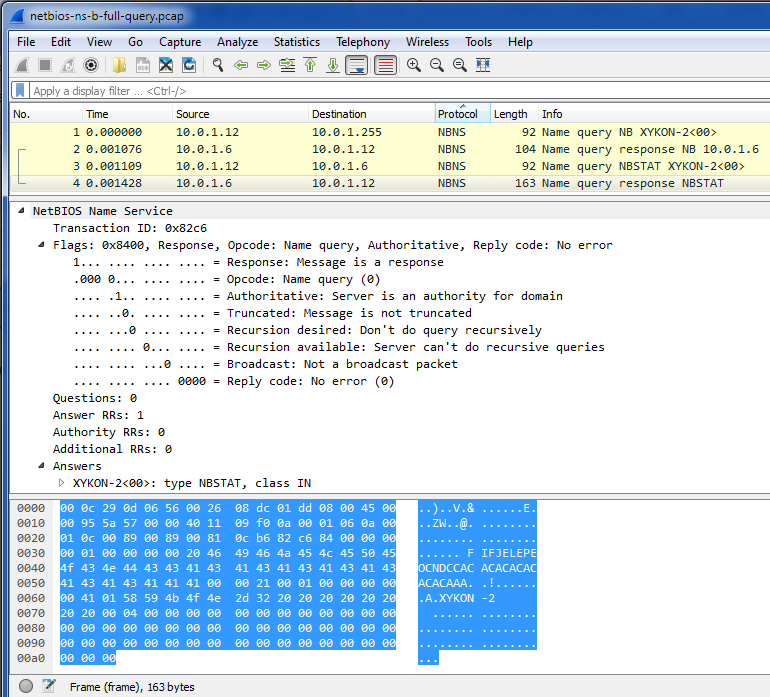 netbios-ns-b-full-query.pcap
File Edit View Go Capture Analyze Statistics Telephony Wireless Tools Help
Apply a display filter ... <Ctrl-/>
No. Time Source Destination Protocol Length Info
1 0.000000 10.0.1.12 10.0.1.255 NBNS 92 Name query NB XYKON-2<00>
2 0.001076 10.0.1.6 10.0.1.12 NBNS 104 Name query response NB 10.0.1.6
3 0.001109 10.0.1.12 10.0.1.6 NBNS 92 Name query NBSTAT XYKON-2<00>
4 0.001428 10.0.1.6 10.0.1.12 NBNS 163 Name query response NBSTAT
NetBIOS Name Service
Transaction ID: 0x82c6
Flags: 0x8400, Response, Opcode: Name query, Authoritative, Reply code: No error
1... .... .... .... = Response: Message is a response
.000 0... .... .... = Opcode: Name query (0)
.... .1.. .... .... = Authoritative: Server is an authority for domain
.... ..0. .... .... = Truncated: Message is not truncated
.... ...0 .... .... = Recursion desired: Don't do query recursively
.... .... 0... .... = Recursion available: Server can't do recursive queries
.... .... ...0 .... = Broadcast: Not a broadcast packet
.... .... .... 0000 = Reply code: No error (0)
Questions: 0
Answer RRs: 1
Authority RRs: 0
Additional RRs: 0
Answers
XYKON-2<00>: type NBSTAT, class IN
0000 00 0c 29 0d 06 56 00 26 08 dc 01 dd 08 00 45 00 ..)..V.& ......E.
0010 00 95 5a 57 00 00 40 11 09 f0 0a 00 01 06 0a 00 ..ZW..@. ........
0020 01 0c 00 89 00 89 00 81 0c b6 82 c6 84 00 00 00 ........ ........
0030 00 01 00 00 00 00 20 46 49 46 4a 45 4c 45 50 45 ...... F IFJELEPE
0040 4f 43 4e 44 43 43 41 43 41 43 41 43 41 43 41 43 OCNDCCAC ACACACAC
0050 41 43 41 43 41 41 41 00 00 21 00 01 00 00 00 00 ACACAAA. .!......
0060 00 41 01 58 59 4b 4f 4e 2d 32 20 20 20 20 20 20 .A.XYKON -2
0070 20 20 00 04 00 00 00 00 00 00 00 00 00 00 00 00 ...... ........
0080 00 00 00 00 00 00 00 00 00 00 00 00 00 00 00 00 ........ ........
0090 00 00 00 00 00 00 00 00 00 00 00 00 00 00 00 00 ........ ........
00a0 00 00 00 ...
Frame (frame), 163 bytes